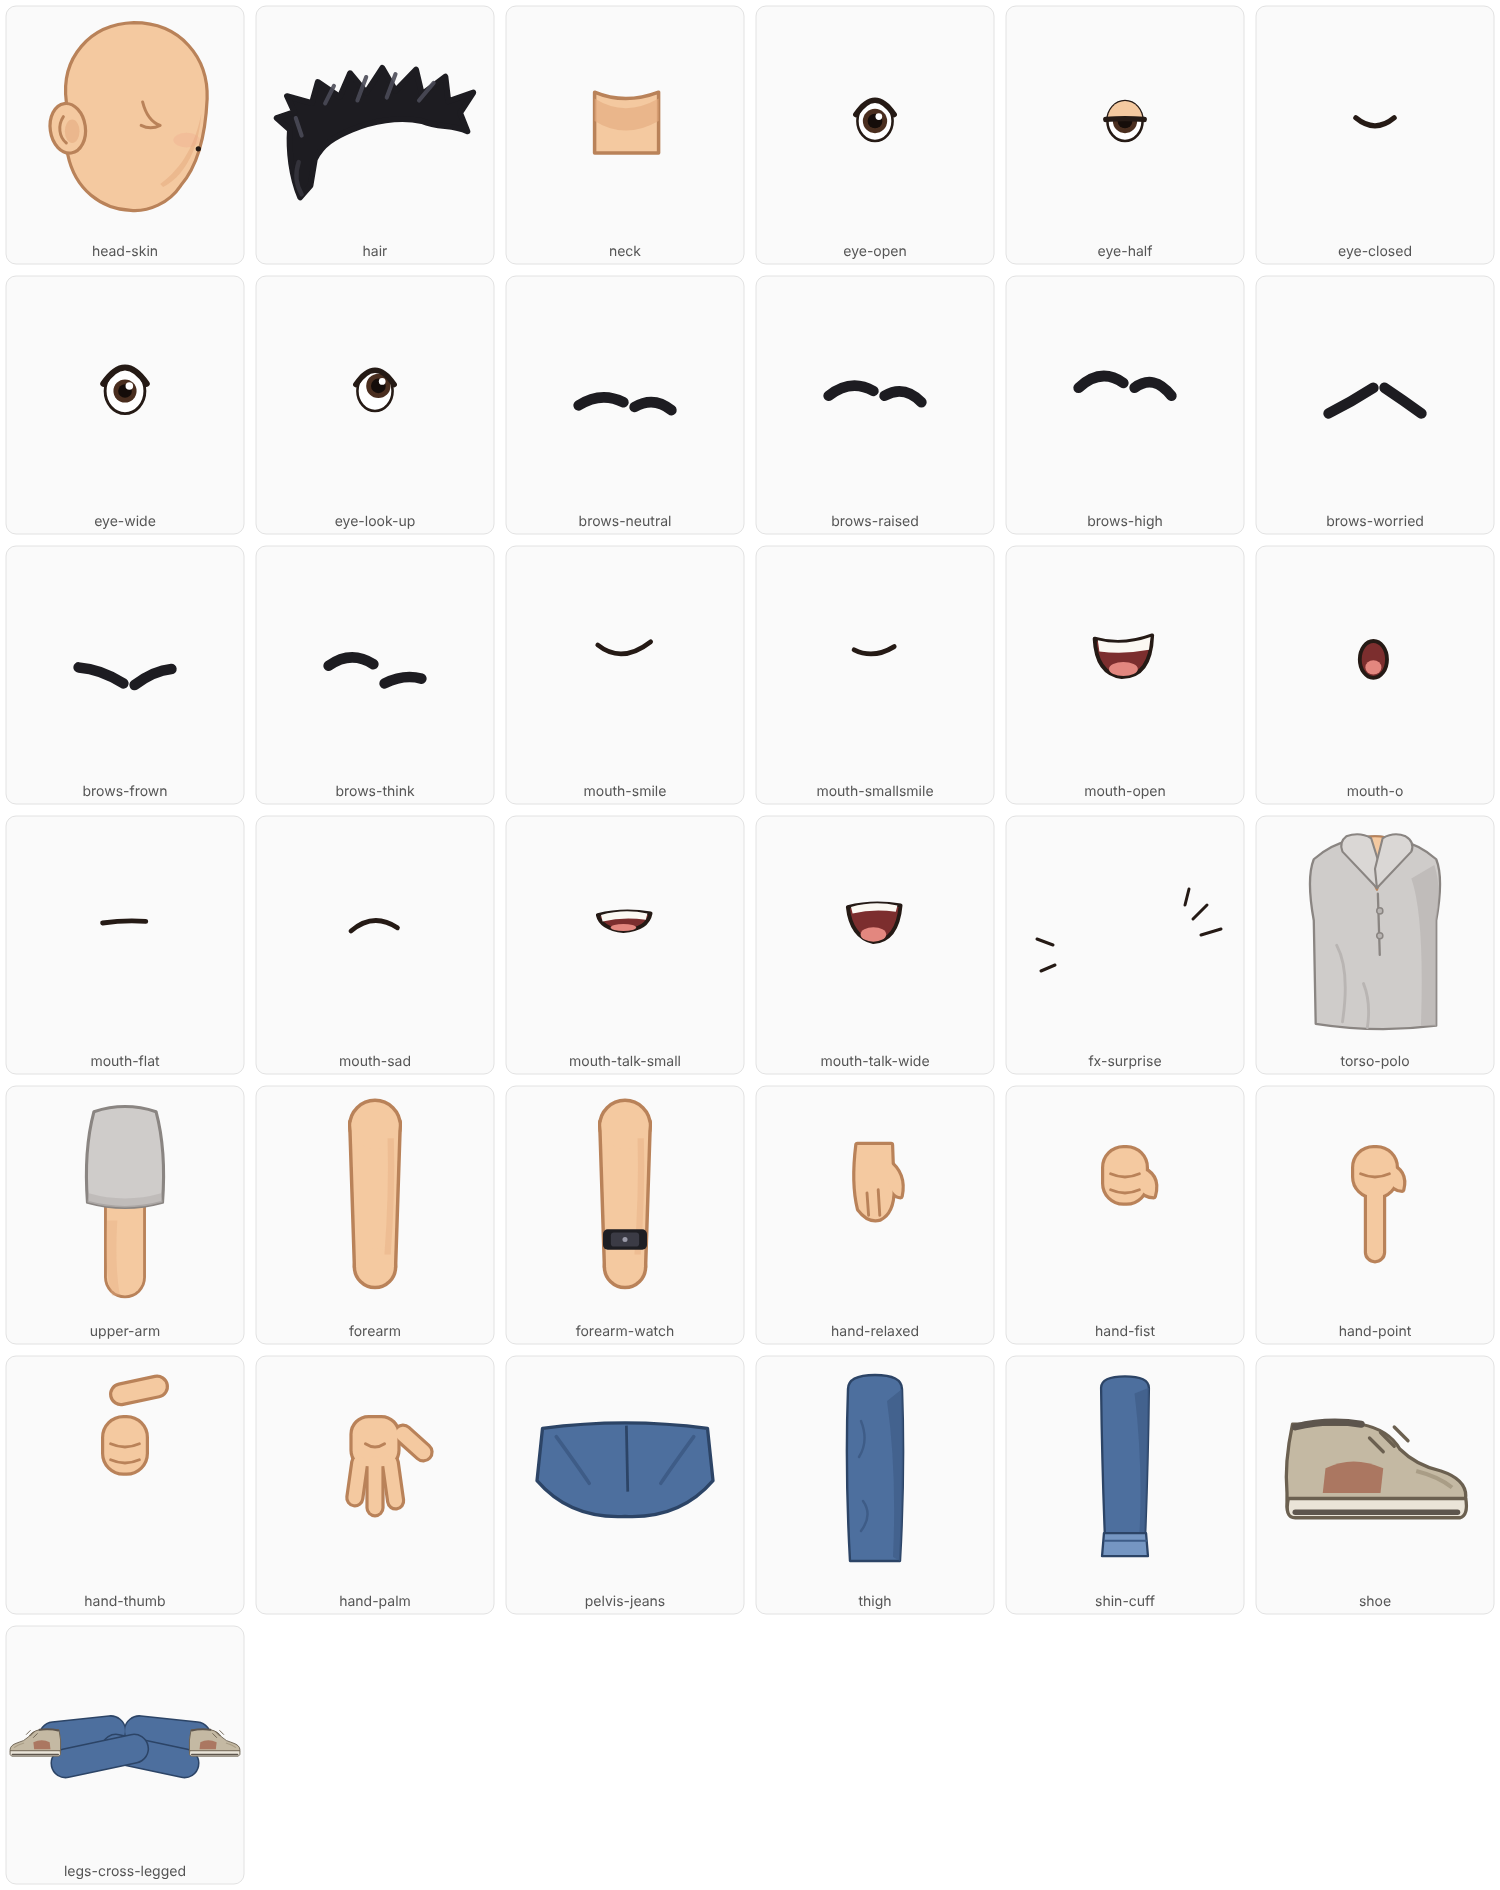 head-skin
hair
neck
eye-open
eye-half
eye-closed
eye-wide
eye-look-up
brows-neutral
brows-raised
brows-high
brows-worried
brows-frown
brows-think
mouth-smile
mouth-smallsmile
mouth-open
mouth-o
mouth-flat
mouth-sad
mouth-talk-small
mouth-talk-wide
fx-surprise
torso-polo
upper-arm
forearm
forearm-watch
hand-relaxed
hand-fist
hand-point
hand-thumb
hand-palm
pelvis-jeans
thigh
shin-cuff
shoe
legs-cross-legged